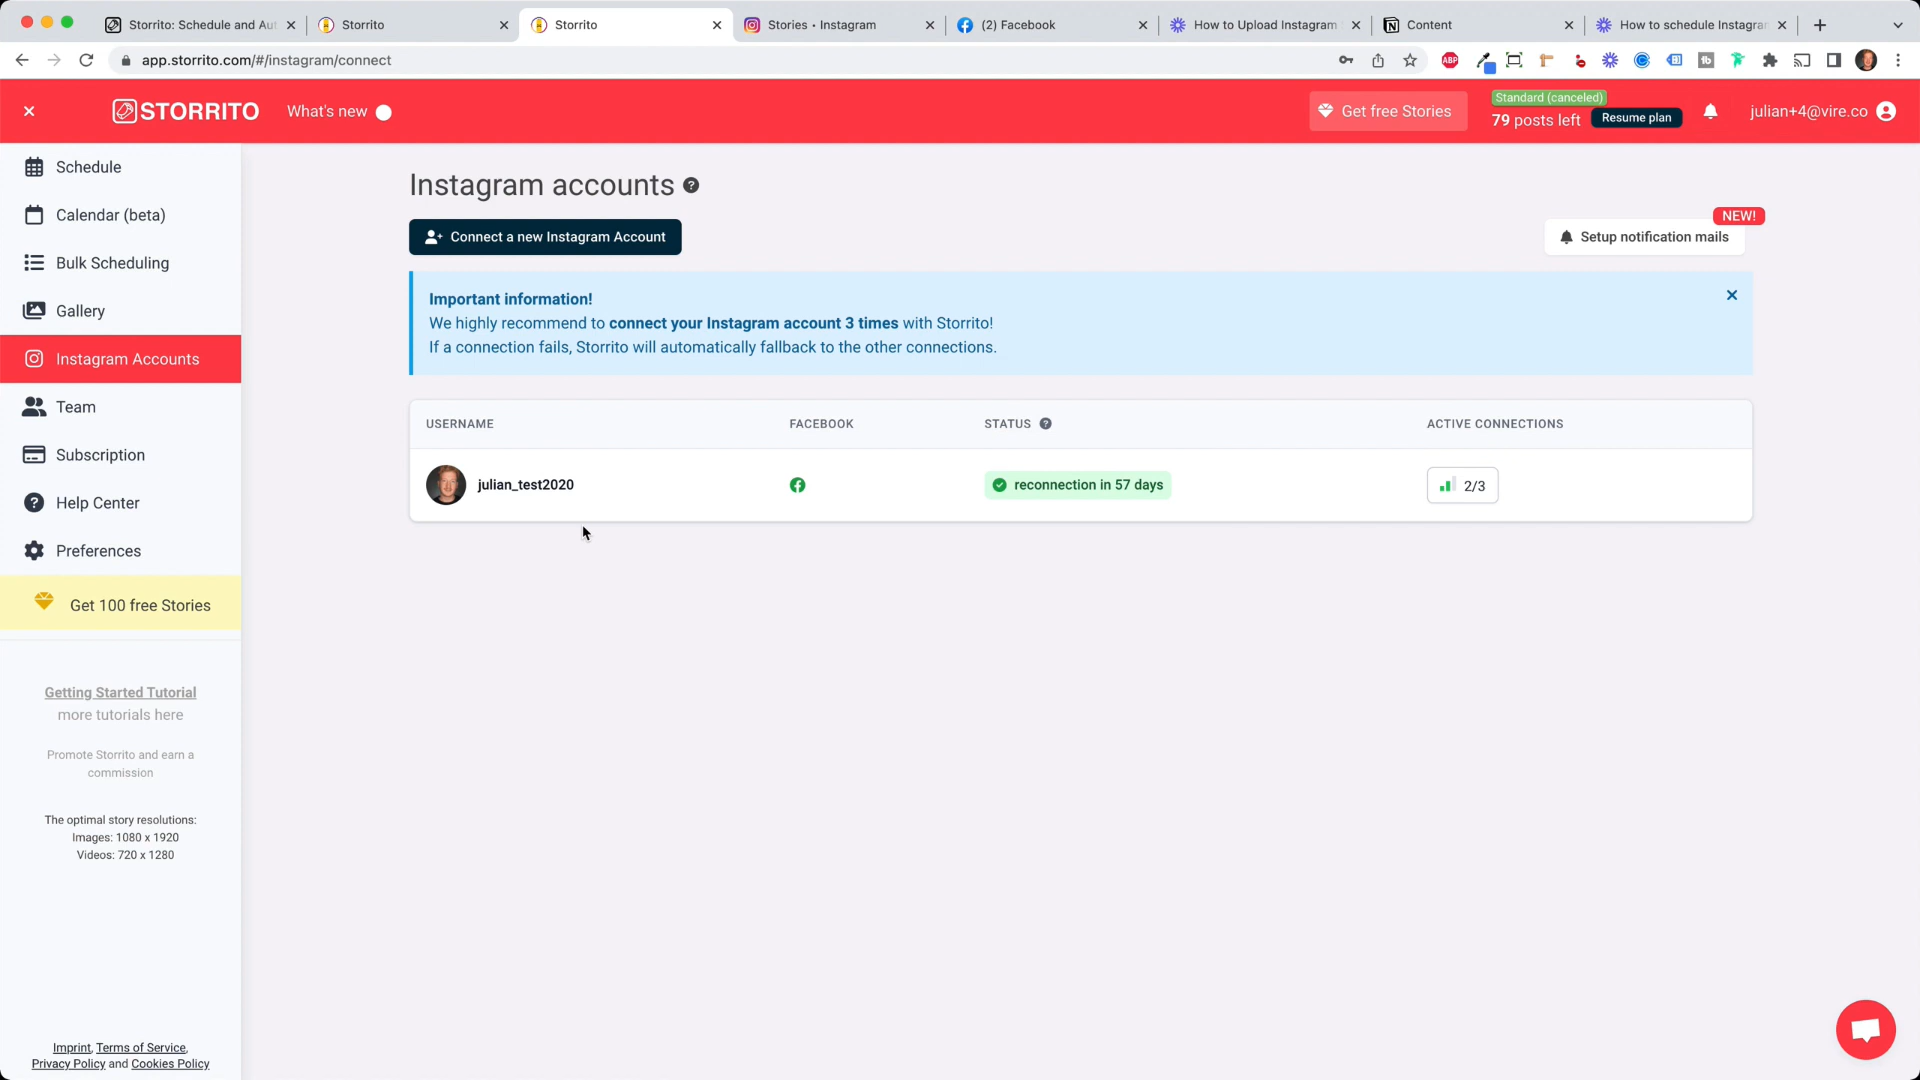 Storrito: Schedule and Aut
Storrito
Storrito
Stories • Instagram
(2) Facebook
How to Upload Instagram
Content
How to schedule Instagram
app.storrito.com/#/instagram/connect
ABP
STORRITO
What's new
Get free Stories
Standard (canceled)
79 posts left
Resume plan
julian+4@vire.co
Schedule
Calendar (beta)
Bulk Scheduling
Gallery
Instagram Accounts
Team
Subscription
Help Center
Preferences
Get 100 free Stories
Getting Started Tutorial
more tutorials here
Promote Storrito and earn a
commission
The optimal story resolutions:
Images: 1080 x 1920
Videos: 720 x 1280
Imprint, Terms of Service,
Privacy Policy and Cookies Policy
Instagram accounts
Connect a new Instagram Account
NEW!
Setup notification mails
Important information!
We highly recommend to connect your Instagram account 3 times with Storrito!
If a connection fails, Storrito will automatically fallback to the other connections.
USERNAME FACEBOOK STATUS ACTIVE CONNECTIONS
julian_test2020 reconnection in 57 days 2/3